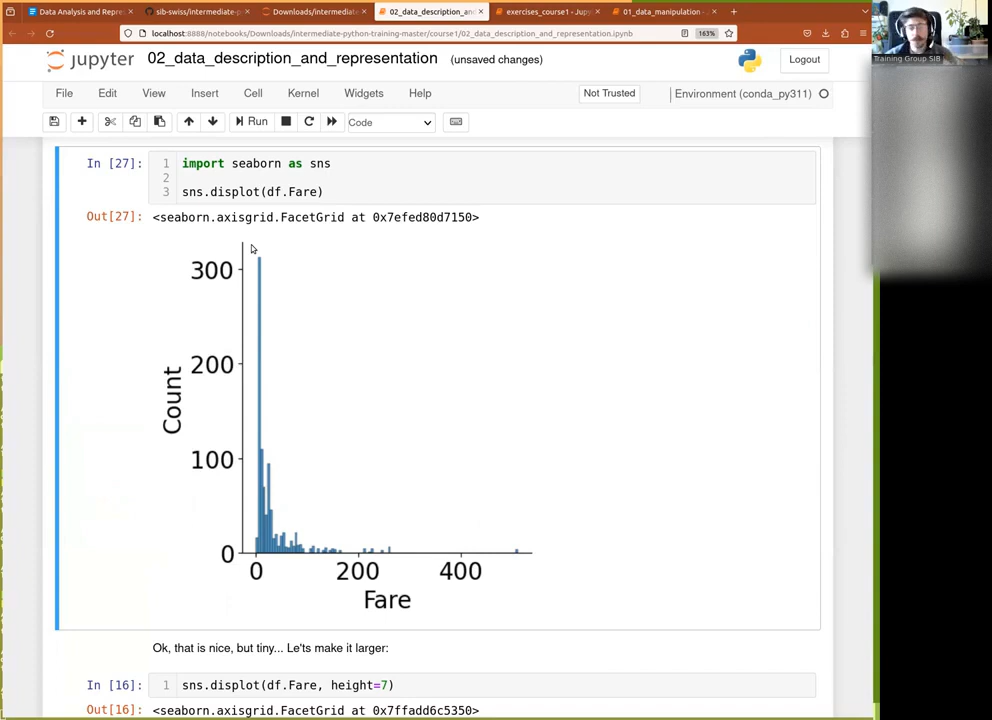 Data Analysis and Repre
sib-swiss/intermediate-p
Downloads/intermediate
02_data_description_an
exercises_course1 - Jupy
01_data_manipulation - J
localhost:8888/notebooks/Downloads/intermediate-python-training-master/course1/02_data_description_and_representation.ipynb
163%
Training Group SIB
jupyter
02_data_description_and_representation
(unsaved changes)
Logout
File
Edit
View
Insert
Cell
Kernel
Widgets
Help
Not Trusted
Environment (conda_py311)
Run
Code
In [27]:
1 import seaborn as sns
2
3 sns.displot(df.Fare)
Out[27]: <seaborn.axisgrid.FacetGrid at 0x7efed80d7150>
300
200
100
0
Count
0 200 400
Fare
Ok, that is nice, but tiny... Le'ts make it larger:
In [16]: 1 sns.displot(df.Fare, height=7)
Out[16]: <seaborn.axisgrid.FacetGrid at 0x7ffadd6c5350>